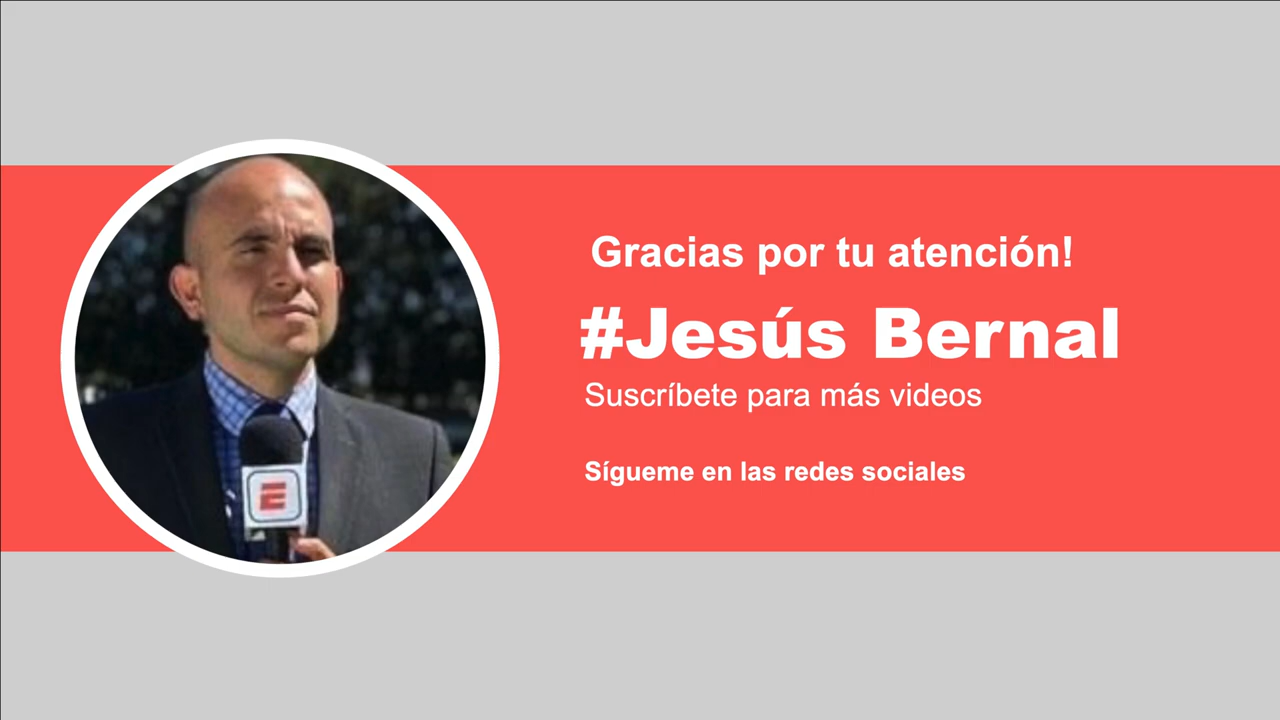 Gracias por tu atención!
#Jesús Bernal
Suscríbete para más videos
Sígueme en las redes sociales
E